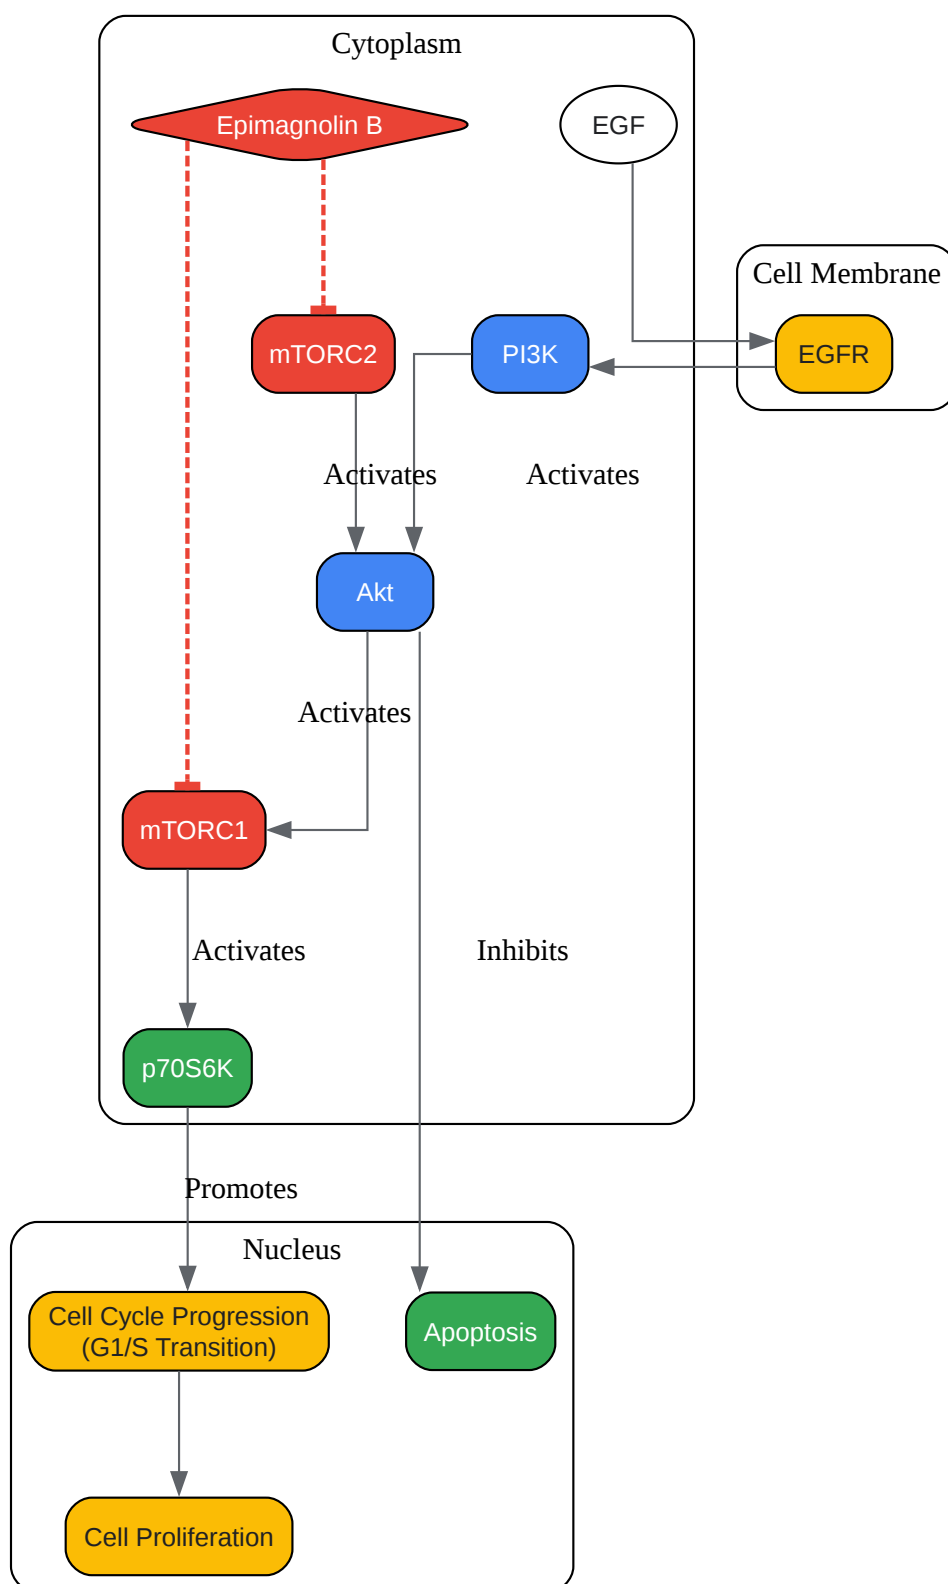 Cytoplasm
Epimagnolin B
EGF
Cell Membrane
mTORC2
PI3K
EGFR
Activates
Activates
Akt
Activates
mTORC1
Activates
Inhibits
p70S6K
Promotes
Nucleus
Cell Cycle Progression
(G1/S Transition)
Apoptosis
Cell Proliferation